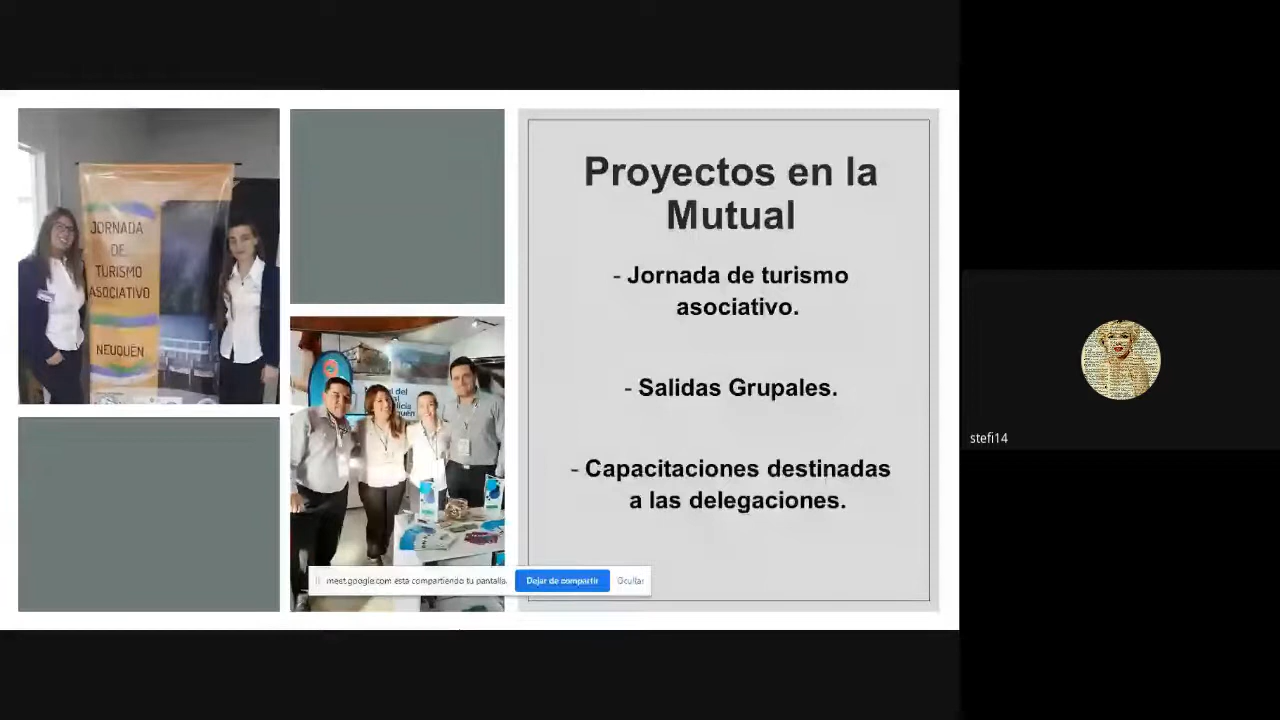 JORNADA
DE
TURISMO
ASOCIATIVO
NEUQUÉN
Proyectos en la
Mutual
- Jornada de turismo
asociativo.
- Salidas Grupales.
- Capacitaciones destinadas
a las delegaciones.
meet.google.com está compartiendo tu pantalla.
Dejar de compartir
Ocultar
stefi14